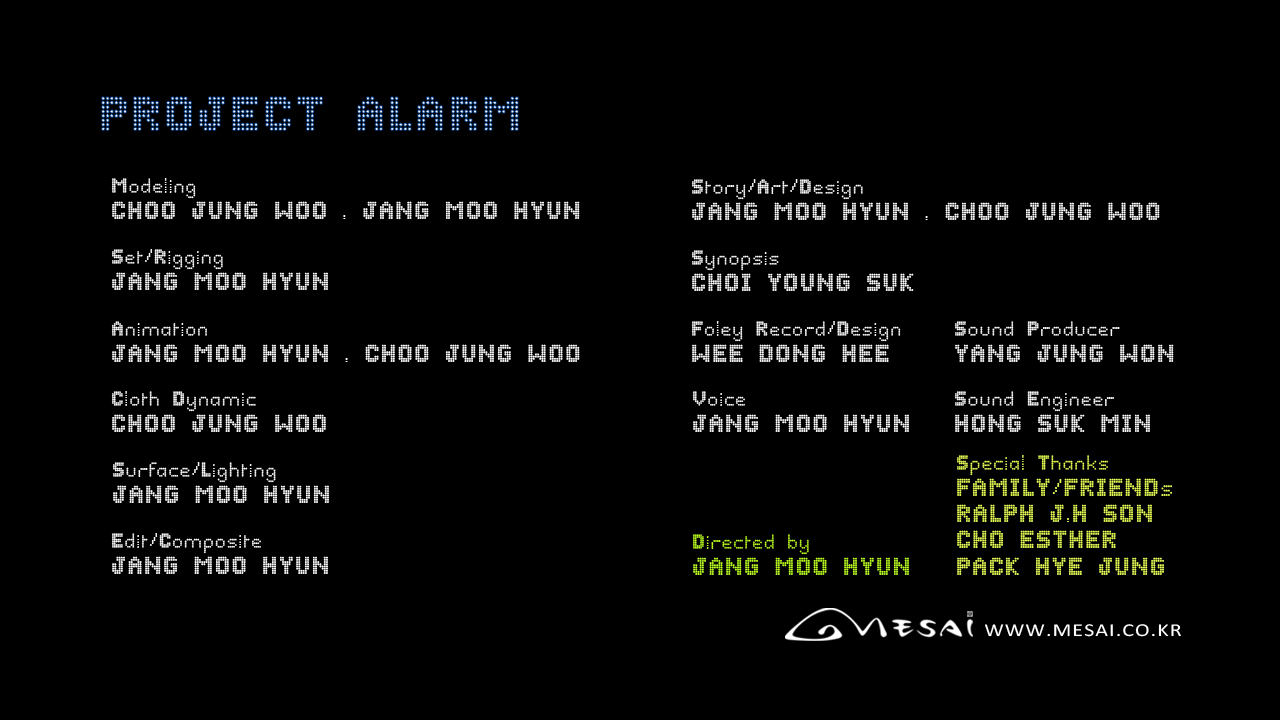 PROJECT ALARM
Modeling
CHOO JUNG WOO . JANG MOO HYUN
Set/Rigging
JANG MOO HYUN
Animation
JANG MOO HYUN . CHOO JUNG WOO
Cloth Dynamic
CHOO JUNG WOO
Surface/Lighting
JANG MOO HYUN
Edit/Composite
JANG MOO HYUN
Story/Art/Design
JANG MOO HYUN . CHOO JUNG WOO
Synopsis
CHOI YOUNG SUK
Foley Record/Design
WEE DONG HEE
Voice
JANG MOO HYUN
Directed by
JANG MOO HYUN
Sound Producer
YANG JUNG WON
Sound Engineer
HONG SUK MIN
Special Thanks
FAMILY/FRIENDs
RALPH J.H SON
CHO ESTHER
PACK HYE JUNG
MESAI WWW.MESAI.CO.KR